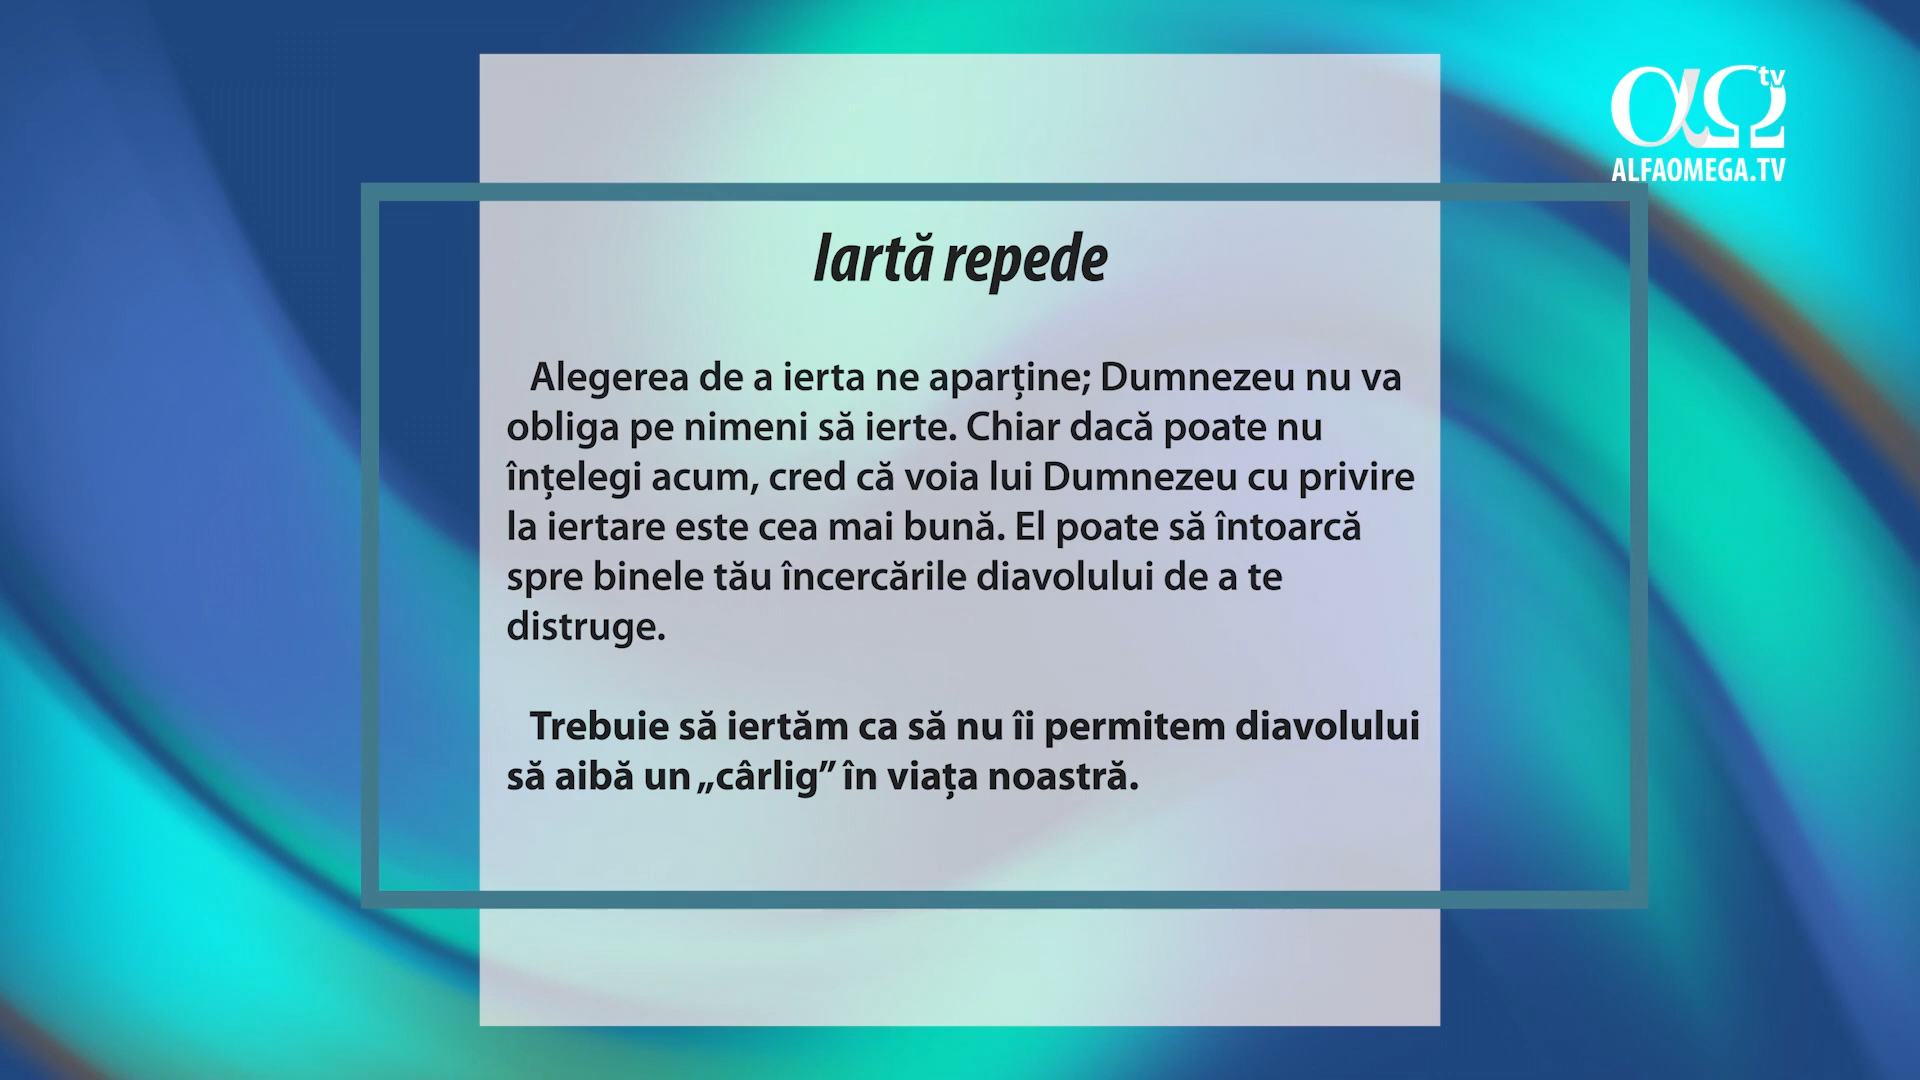 tv
ALFAOMEGA.TV
Iartă repede
Alegerea de a ierta ne aparține; Dumnezeu nu va
obliga pe nimeni să ierte. Chiar dacă poate nu
înțelegi acum, cred că voia lui Dumnezeu cu privire
la iertare este cea mai bună. El poate să întoarcă
spre binele tău încercările diavolului de a te
distruge.
Trebuie să iertăm ca să nu îi permitem diavolului
să aibă un „cârlig” în viața noastră.